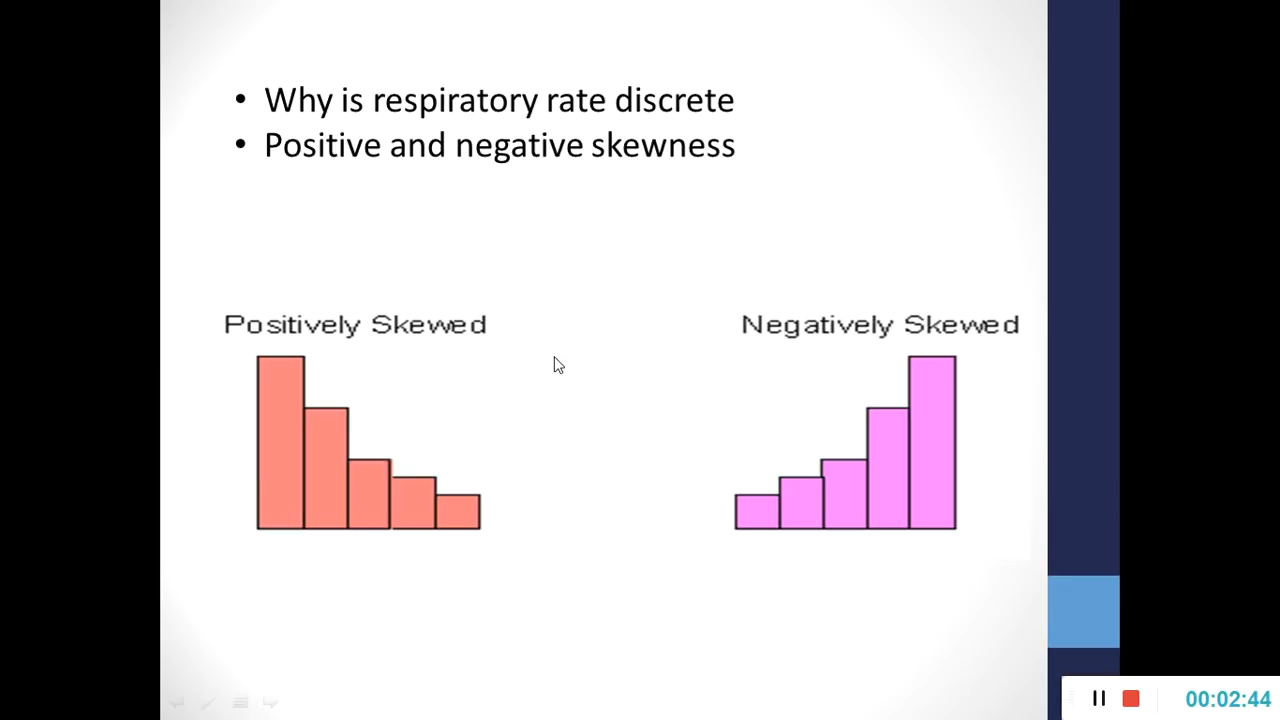 • Why is respiratory rate discrete
• Positive and negative skewness
Positively Skewed
Negatively Skewed
00:02:44